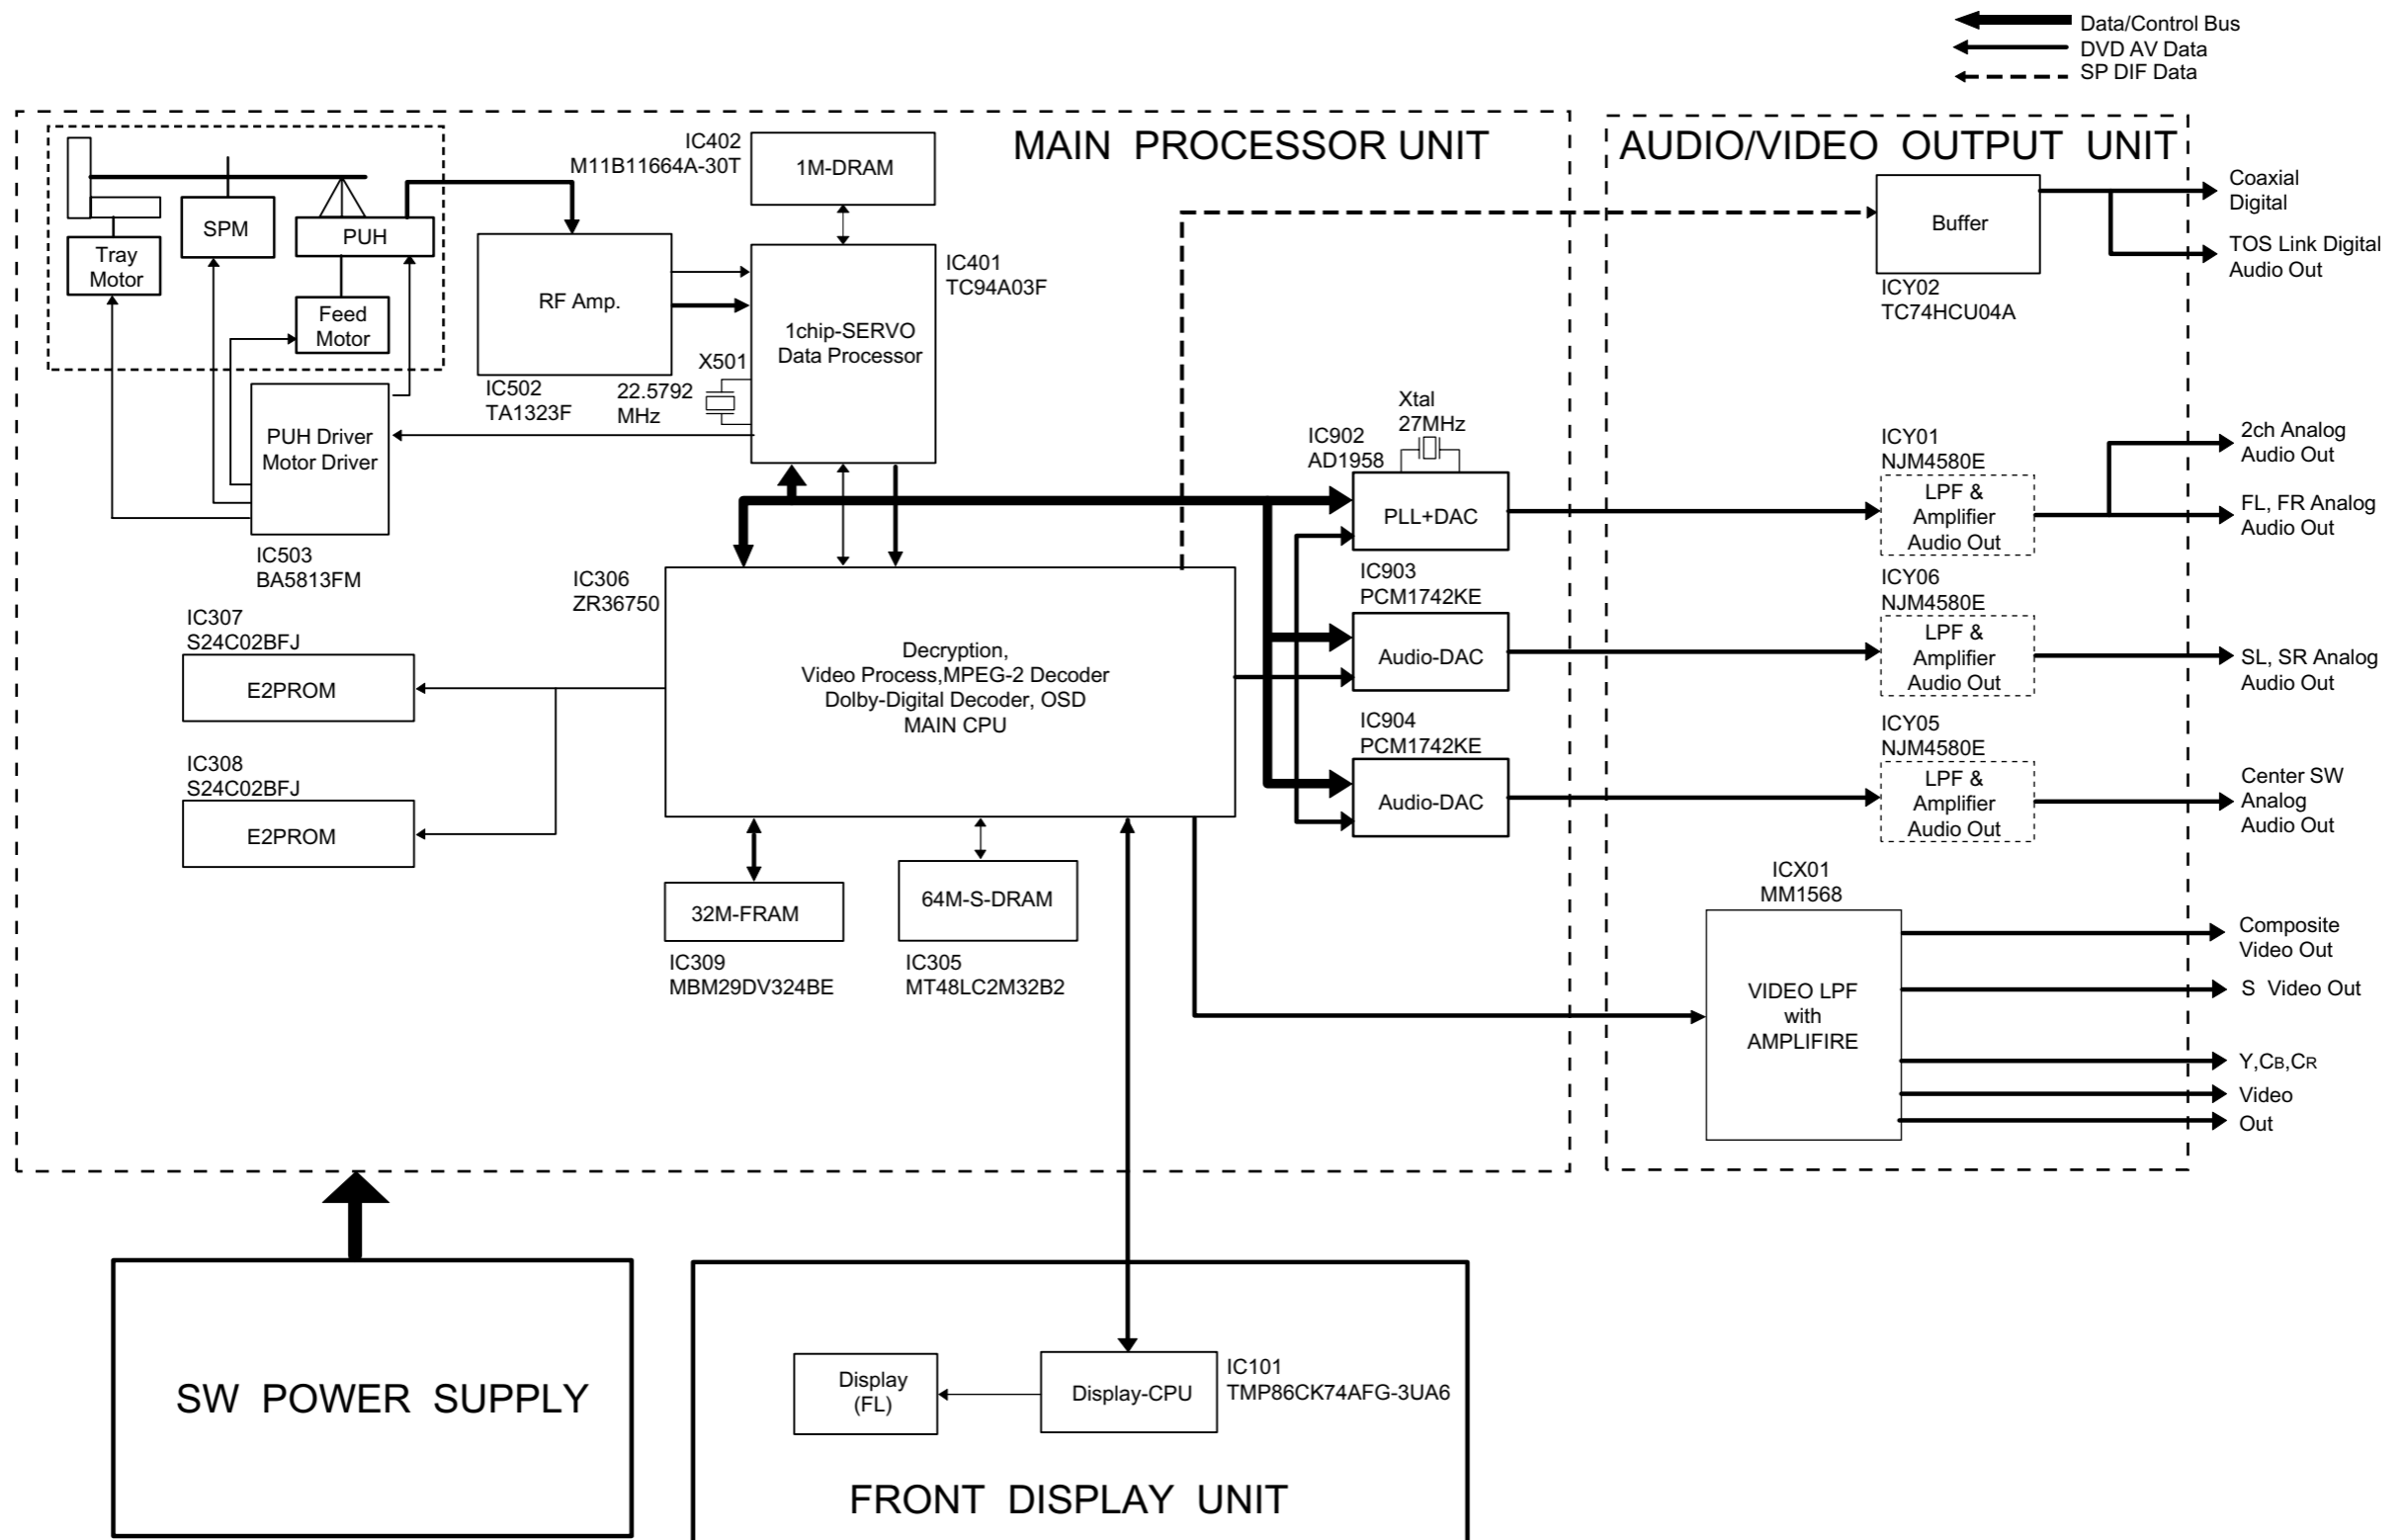 Data/Control Bus
DVD AV Data
SP DIF Data
MAIN PROCESSOR UNIT
AUDIO/VIDEO OUTPUT UNIT
Tray
Motor
SPM
PUH
Feed
Motor
PUH Driver
Motor Driver
IC503
BA5813FM
RF Amp.
IC502
TA1323F
IC402
M11B11664A-30T
1M-DRAM
IC401
TC94A03F
1chip-SERVO
Data Processor
X501
22.5792
MHz
IC306
ZR36750
Decryption,
Video Process,MPEG-2 Decoder
Dolby-Digital Decoder, OSD
MAIN CPU
IC307
S24C02BFJ
E2PROM
IC308
S24C02BFJ
E2PROM
32M-FRAM
IC309
MBM29DV324BE
64M-S-DRAM
IC305
MT48LC2M32B2
Xtal
27MHz
IC902
AD1958
PLL+DAC
IC903
PCM1742KE
Audio-DAC
IC904
PCM1742KE
Audio-DAC
Buffer
ICY02
TC74HCU04A
Coaxial
Digital
TOS Link Digital
Audio Out
ICY01
NJM4580E
LPF &
Amplifier
Audio Out
2ch Analog
Audio Out
FL, FR Analog
Audio Out
ICY06
NJM4580E
LPF &
Amplifier
Audio Out
SL, SR Analog
Audio Out
ICY05
NJM4580E
LPF &
Amplifier
Audio Out
Center SW
Analog
Audio Out
ICX01
MM1568
VIDEO LPF
with
AMPLIFIRE
Composite
Video Out
S Video Out
Y,CB,CR
Video
Out
SW POWER SUPPLY
Display
(FL)
Display-CPU
IC101
TMP86CK74AFG-3UA6
FRONT DISPLAY UNIT